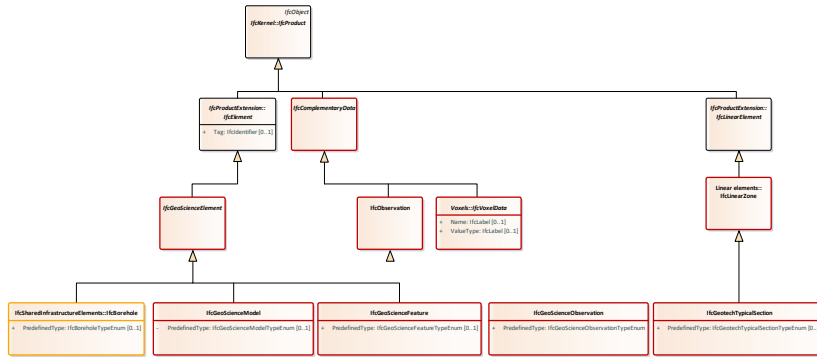 IfcObject
IfcKernel::IfcProduct
IfcProductExtension::
IfcElement
+ Tag: IfcIdentifier [0..1]
IfcComplementaryData
IfcProductExtension::
IfcLinearElement
IfcGeoScienceElement
IfcObservation
Voxels::IfcVoxelData
+ Name: IfcLabel [0..1]
+ ValueType: IfcLabel [0..1]
Linear elements::
IfcLinearZone
IfcSharedInfrastructureElements::IfcBorehole
+ PredefinedType: IfcBoreholeTypeEnum [0..1]
IfcGeoScienceModel
- PredefinedType: IfcGeoScienceModelTypeEnum [0..1]
IfcGeoScienceFeature
+ PredefinedType: IfcGeoScienceFeatureTypeEnum [0..1]
IfcGeoScienceObservation
+ PredefinedType: IfcGeoScienceObservationTypeEnum
IfcGeotechTypicalSection
+ PredefinedType: IfcGeotechTypicalSectionTypeEnum [0..